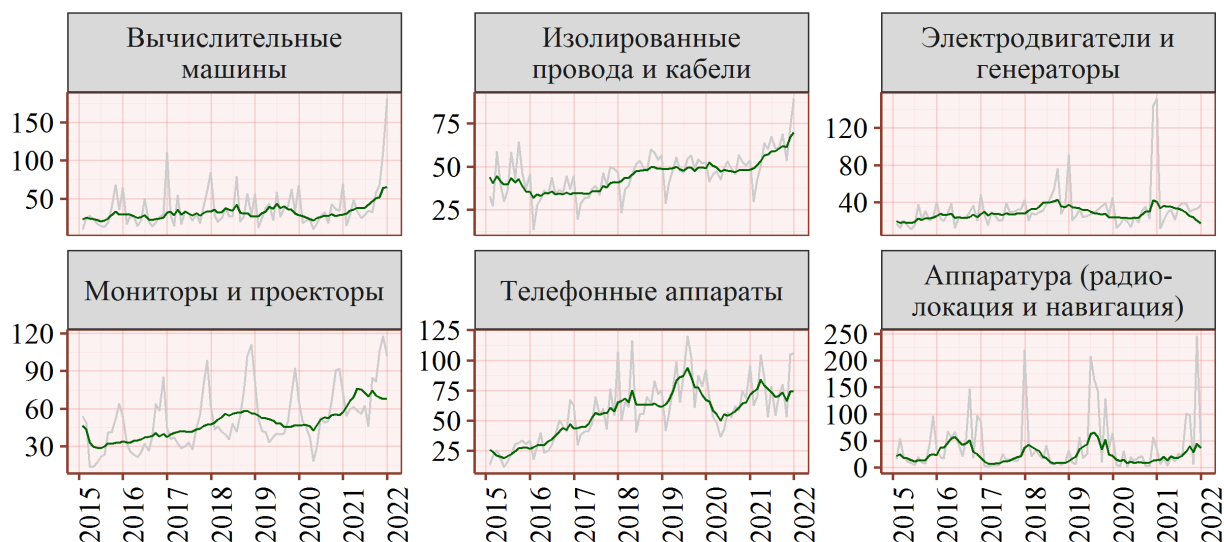 Вычислительные
машины
Изолированные
провода и кабели
Электродвигатели и
генераторы
150
100
50
75
50
25
120
80
40
Мониторы и проекторы
Телефонные аппараты
Аппаратура (радио-
локация и навигация)
120
90
60
30
125
100
75
50
25
250
200
150
100
50
0
2015 2016 2017 2018 2019 2020 2021 2022
2015 2016 2017 2018 2019 2020 2021 2022
2015 2016 2017 2018 2019 2020 2021 2022